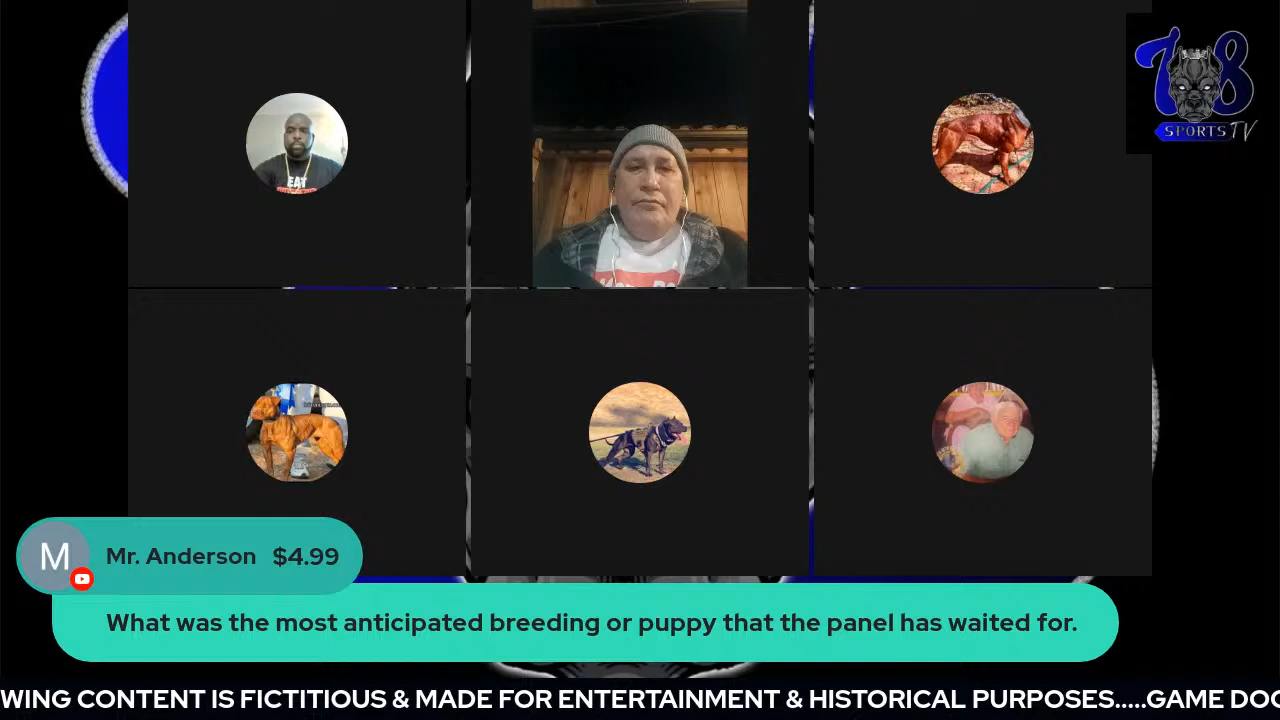 78
SPORTS TV
EAT
M
Mr. Anderson $4.99
What was the most anticipated breeding or puppy that the panel has waited for.
WING CONTENT IS FICTITIOUS & MADE FOR ENTERTAINMENT & HISTORICAL PURPOSES.....GAME DOG